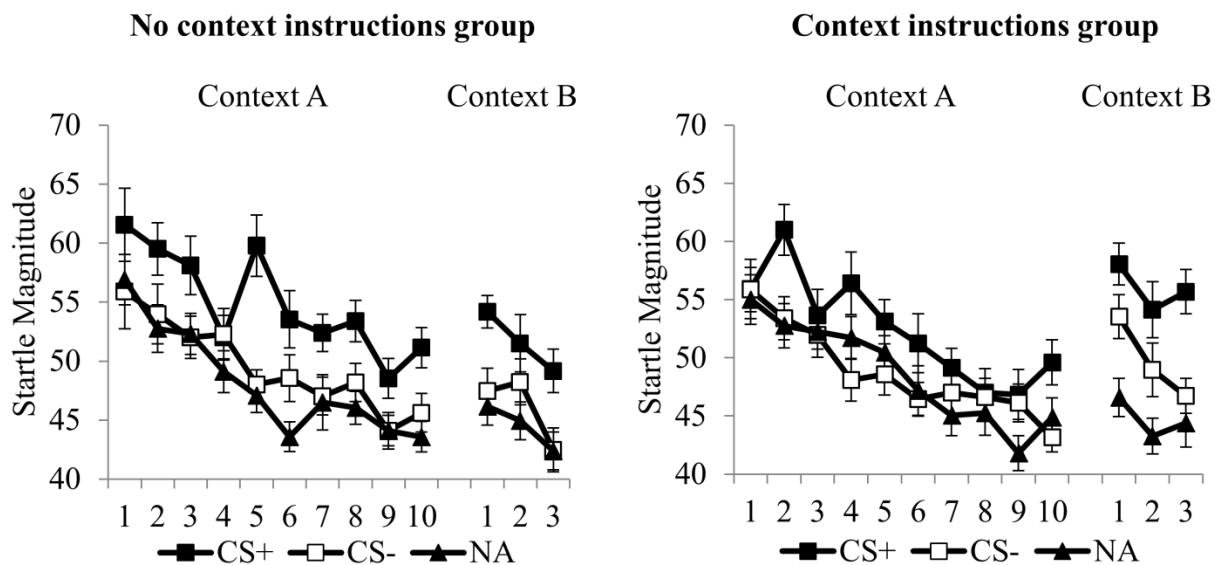 No context instructions group
Context A
Context B
Startle Magnitude
70
65
60
55
50
45
40
1 2 3 4 5 6 7 8 9 10 1 2 3
CS+ CS- NA
Context instructions group
Context A
Context B
Startle Magnitude
70
65
60
55
50
45
40
1 2 3 4 5 6 7 8 9 10 1 2 3
CS+ CS- NA